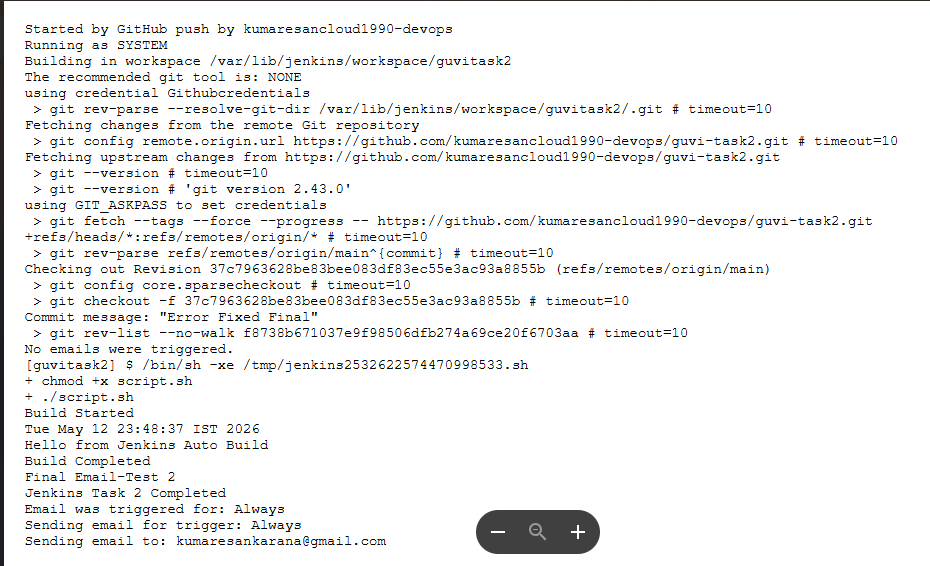 Started by GitHub push by kumaresancloud1990-devops
Running as SYSTEM
Building in workspace /var/lib/jenkins/workspace/guvitask2
The recommended git tool is: NONE
using credential Githubcredentials
> git rev-parse --resolve-git-dir /var/lib/jenkins/workspace/guvitask2/.git # timeout=10
Fetching changes from the remote Git repository
> git config remote.origin.url https://github.com/kumaresancloud1990-devops/guvi-task2.git # timeout=10
Fetching upstream changes from https://github.com/kumaresancloud1990-devops/guvi-task2.git
> git --version # timeout=10
> git --version # 'git version 2.43.0'
using GIT_ASKPASS to set credentials
> git fetch --tags --force --progress -- https://github.com/kumaresancloud1990-devops/guvi-task2.git
+refs/heads/*:refs/remotes/origin/* # timeout=10
> git rev-parse refs/remotes/origin/main^{commit} # timeout=10
Checking out Revision 37c7963628be83bee083df83ec55e3ac93a8855b (refs/remotes/origin/main)
> git config core.sparsecheckout # timeout=10
> git checkout -f 37c7963628be83bee083df83ec55e3ac93a8855b # timeout=10
Commit message: "Error Fixed Final"
> git rev-list --no-walk f8738b671037e9f98506dfb274a69ce20f6703aa # timeout=10
No emails were triggered.
[guvitask2] $ /bin/sh -xe /tmp/jenkins2532622574470998533.sh
+ chmod +x script.sh
+ ./script.sh
Build Started
Tue May 12 23:48:37 IST 2026
Hello from Jenkins Auto Build
Build Completed
Final Email-Test 2
Jenkins Task 2 Completed
Email was triggered for: Always
Sending email for trigger: Always
Sending email to: kumaresankarana@gmail.com